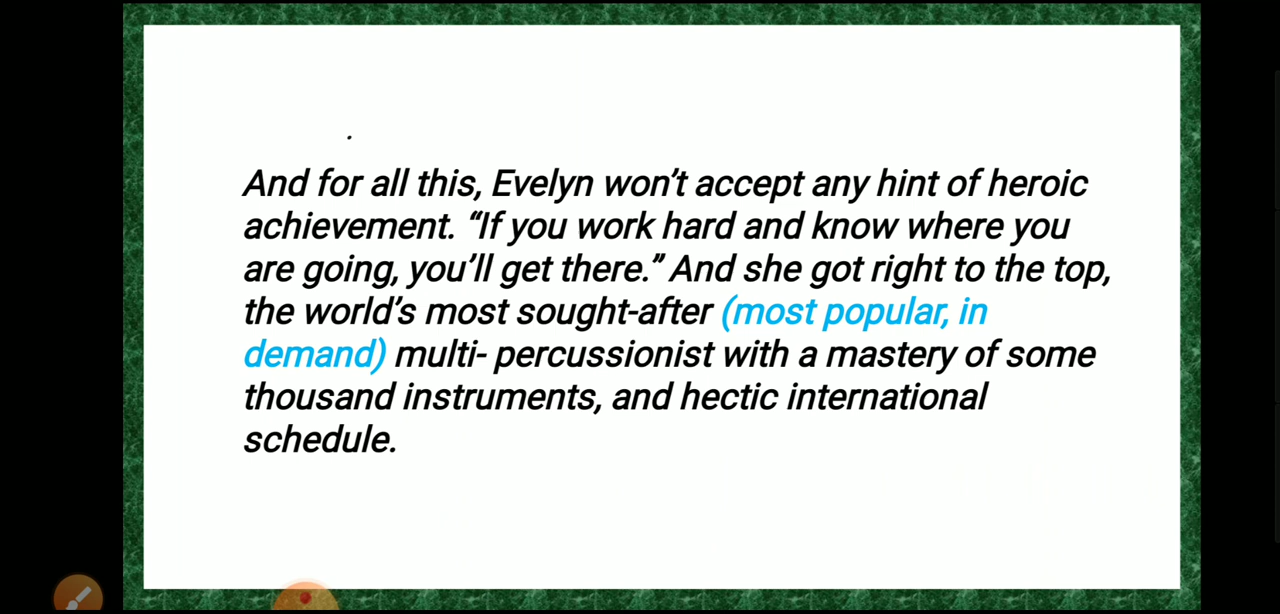 And for all this, Evelyn won’t accept any hint of heroic
achievement. “If you work hard and know where you
are going, you’ll get there.” And she got right to the top,
the world’s most sought-after (most popular, in
demand) multi- percussionist with a mastery of some
thousand instruments, and hectic international
schedule.